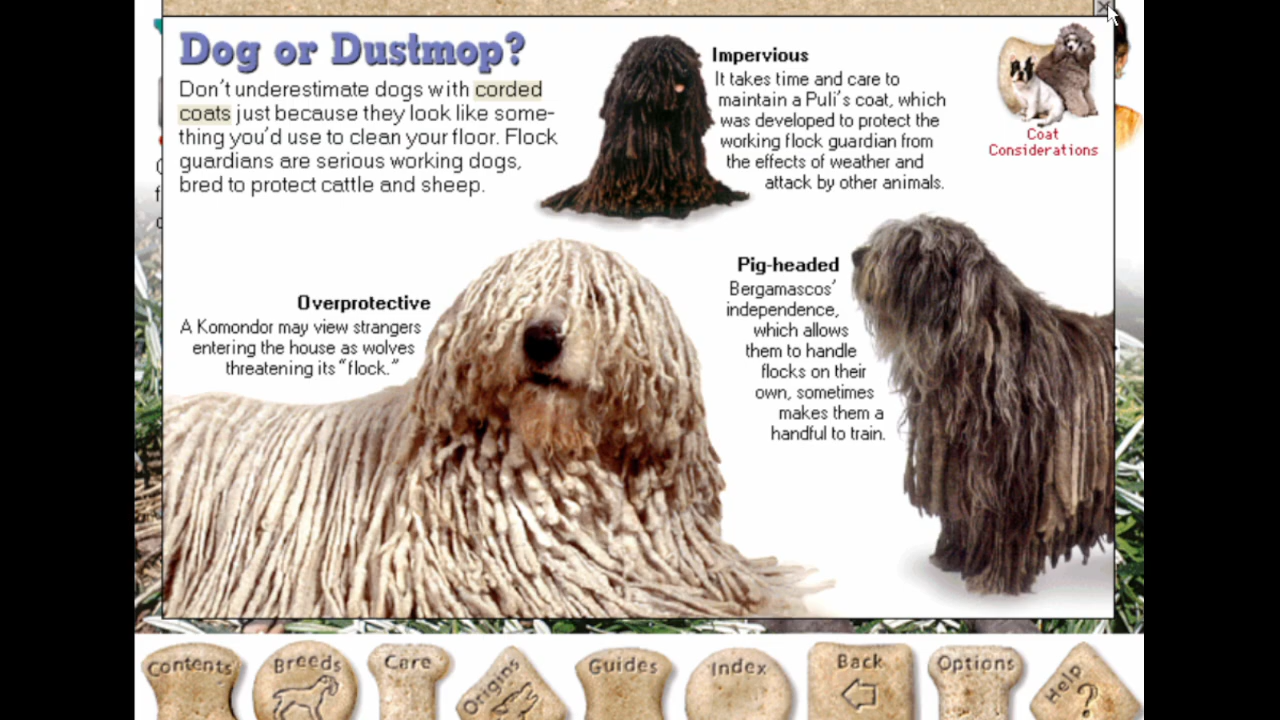 Dog or Dustmop?
Don't underestimate dogs with corded
coats just because they look like some-
thing you'd use to clean your floor. Flock
guardians are serious working dogs,
bred to protect cattle and sheep.
Impervious
It takes time and care to
maintain a Puli's coat, which
was developed to protect the
working flock guardian from
the effects of weather and
attack by other animals.
Coat
Considerations
Overprotective
A Komondor may view strangers
entering the house as wolves
threatening its "flock."
Pig-headed
Bergamascos'
independence,
which allows
them to handle
flocks on their
own, sometimes
makes them a
handful to train.
Contents
Breeds
Care
Origins
Guides
Index
Back
Options
Help
?